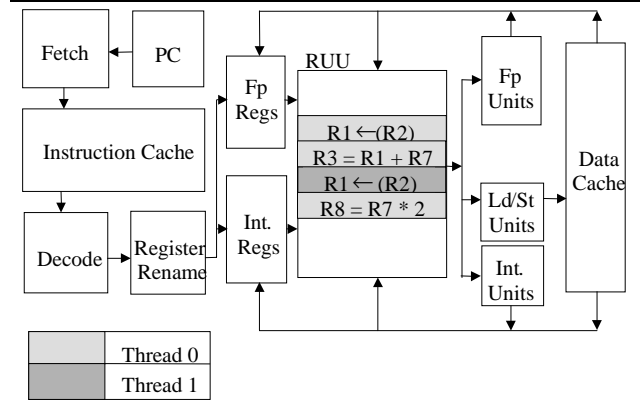 Fetch
PC
Instruction Cache
Decode
Register
Rename
Fp
Regs
Int.
Regs
RUU
R1 ←(R2)
R3 = R1 + R7
R1 ← (R2)
R8 = R7 * 2
Fp
Units
Ld/St
Units
Int.
Units
Data
Cache
Thread 0
Thread 1